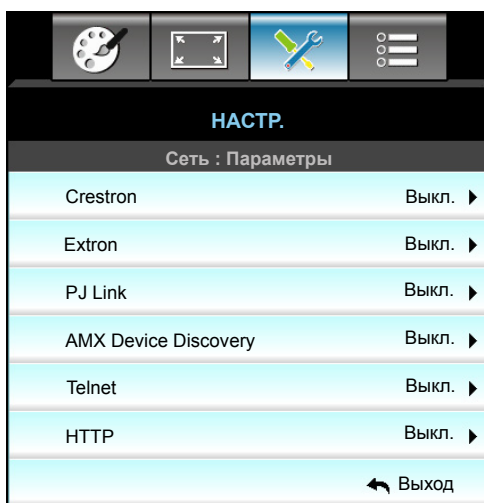 НАСТР.
Сеть : Параметры
Crestron Выкл.
Extron Выкл.
PJ Link Выкл.
AMX Device Discovery Выкл.
Telnet Выкл.
HTTP Выкл.
Выход